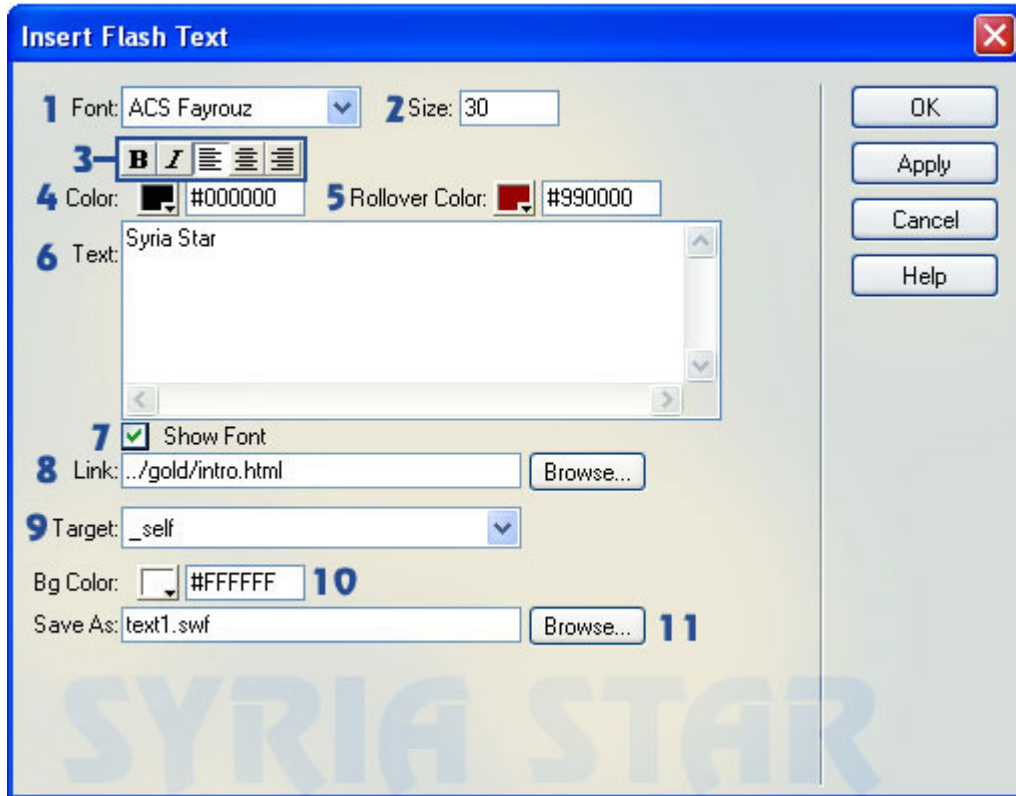 Insert Flash Text
1 Font: ACS Fayrouz 2 Size: 30 OK
3 B I Apply
4 Color: #000000 5 Rollover Color: #990000
Cancel
6 Text: Syria Star
Help
7 Show Font
8 Link: ../gold/intro.html Browse...
9 Target: _self
Bg Color: #FFFFFF 10
Save As: text1.swf Browse... 11
SYRIA STAR